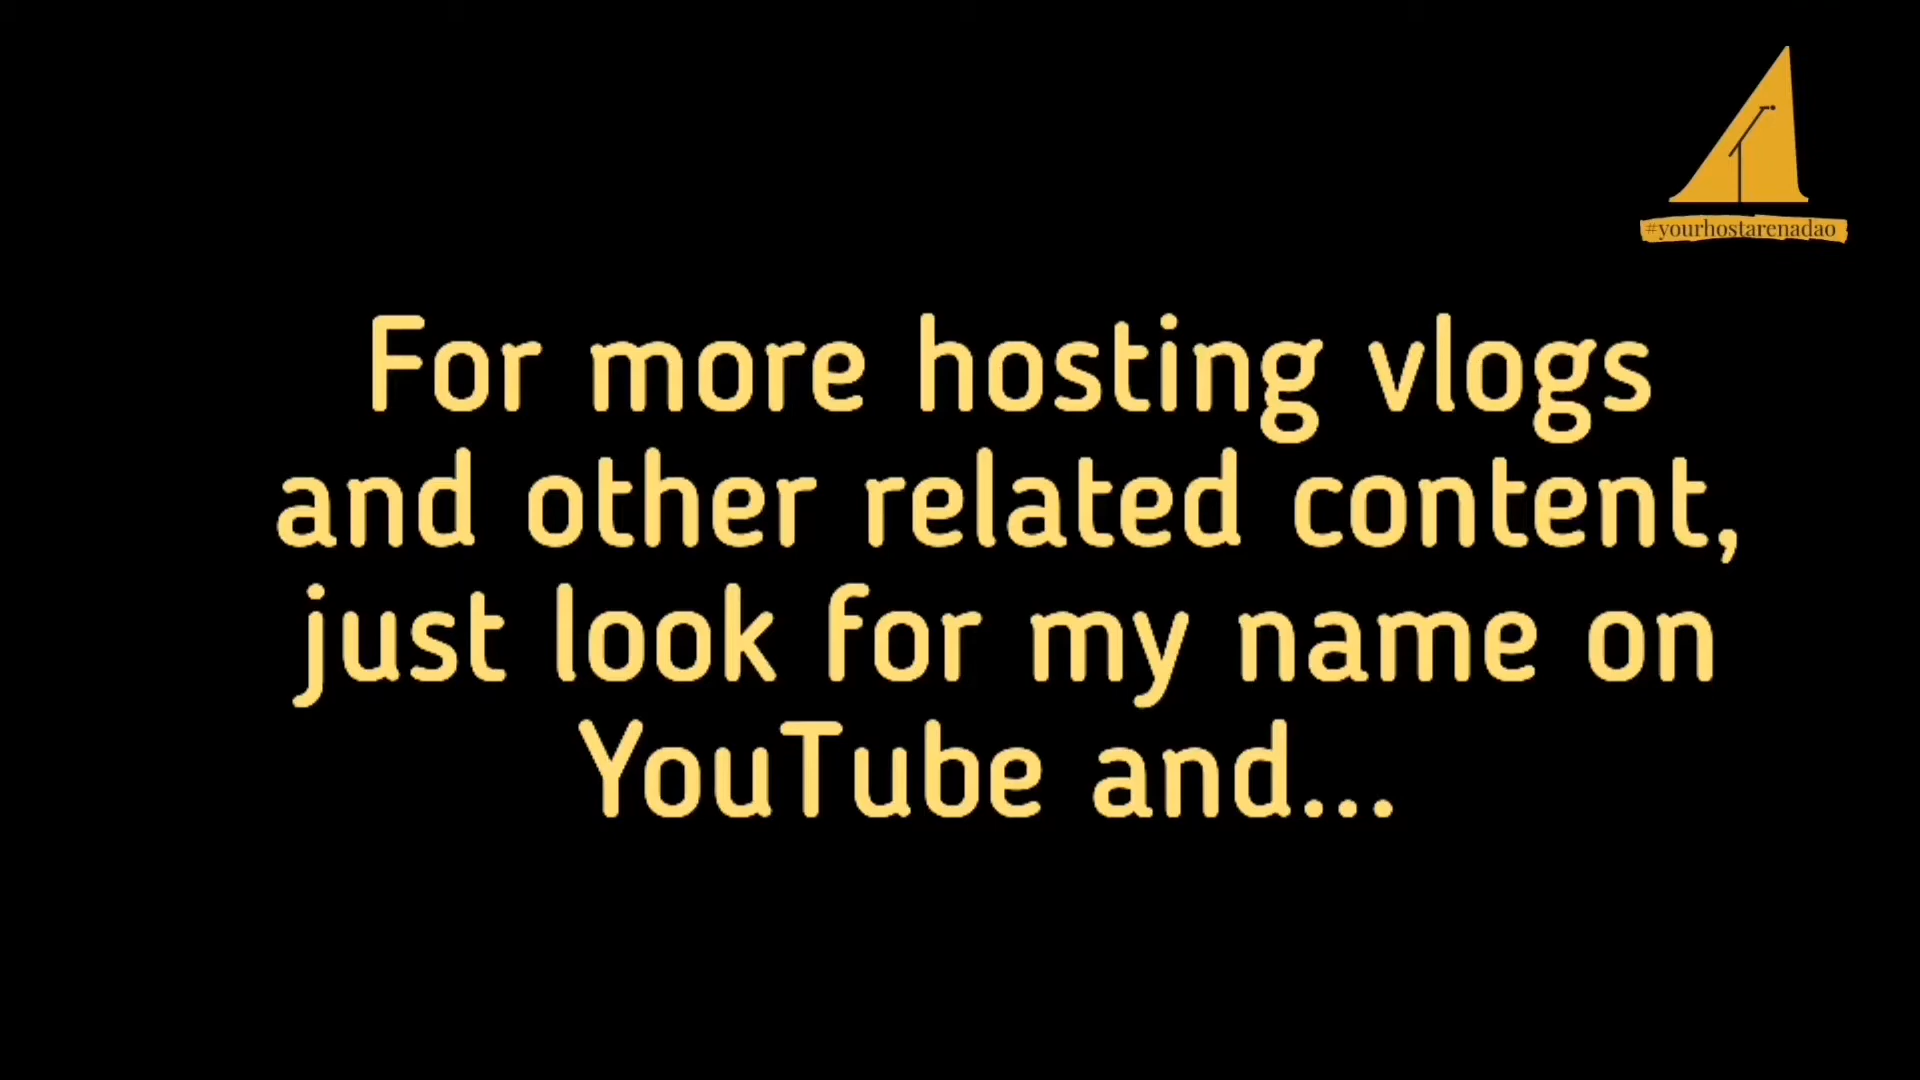 #yourhostarenadao
For more hosting vlogs
and other related content,
just look for my name on
YouTube and...